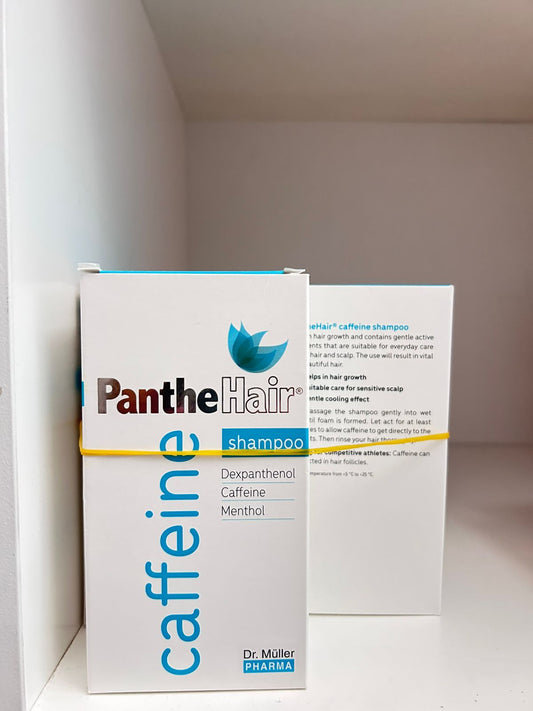 PantheHair®
shampoo
caffeine
Dexpanthenol
Caffeine
Menthol
Dr. Müller
PHARMA
heHair® caffeine shampoo
hair growth and contains gentle active
ents that are suitable for everyday care
hair and scalp. The use will result in vital
autiful hair.
elps in hair growth
uitable care for sensitive scalp
entle cooling effect
assage the shampoo gently into wet
til foam is formed. Let act for at least
es to allow caffeine to get directly to the
ts. Then rinse your hair
for competitive athletes: Caffeine can
cted in hair follicles.
emperature from +5 °C to +25 °C.